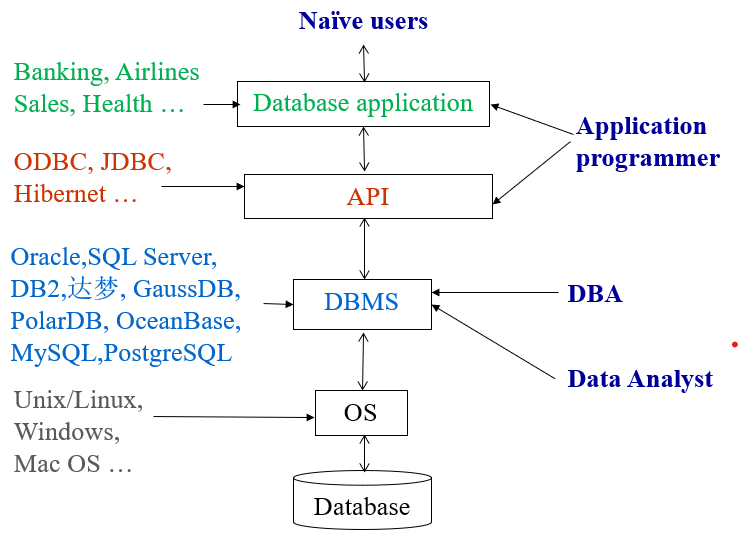 Naïve users
Banking, Airlines
Sales, Health …
Database application
Application
programmer
ODBC, JDBC,
Hibernet …
API
Oracle,SQL Server,
DB2,达梦, GaussDB,
PolarDB, OceanBase,
MySQL,PostgreSQL
DBMS
DBA
Data Analyst
Unix/Linux,
Windows,
Mac OS …
OS
Database